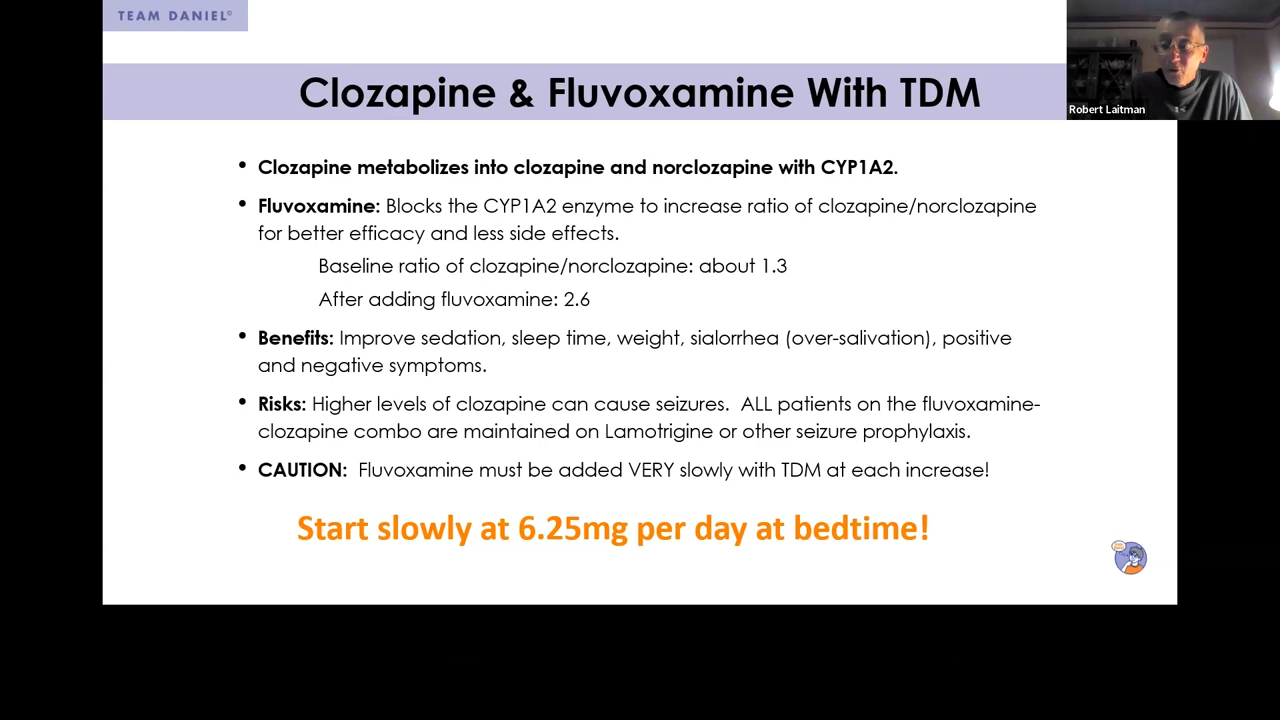 TEAM DANIEL©
Clozapine & Fluvoxamine With TDM
Robert Laitman
• Clozapine metabolizes into clozapine and norclozapine with CYP1A2.
• Fluvoxamine: Blocks the CYP1A2 enzyme to increase ratio of clozapine/norclozapine
for better efficacy and less side effects.
Baseline ratio of clozapine/norclozapine: about 1.3
After adding fluvoxamine: 2.6
• Benefits: Improve sedation, sleep time, weight, sialorrhea (over-salivation), positive
and negative symptoms.
• Risks: Higher levels of clozapine can cause seizures.  ALL patients on the fluvoxamine-
clozapine combo are maintained on Lamotrigine or other seizure prophylaxis.
• CAUTION:  Fluvoxamine must be added VERY slowly with TDM at each increase!
Start slowly at 6.25mg per day at bedtime!